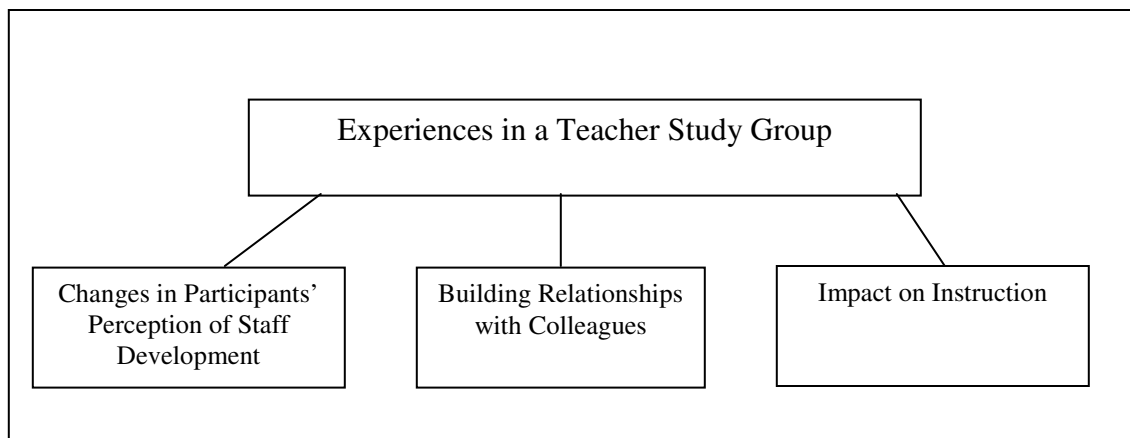 Experiences in a Teacher Study Group
Changes in Participants’
Perception of Staff
Development
Building Relationships
with Colleagues
Impact on Instruction